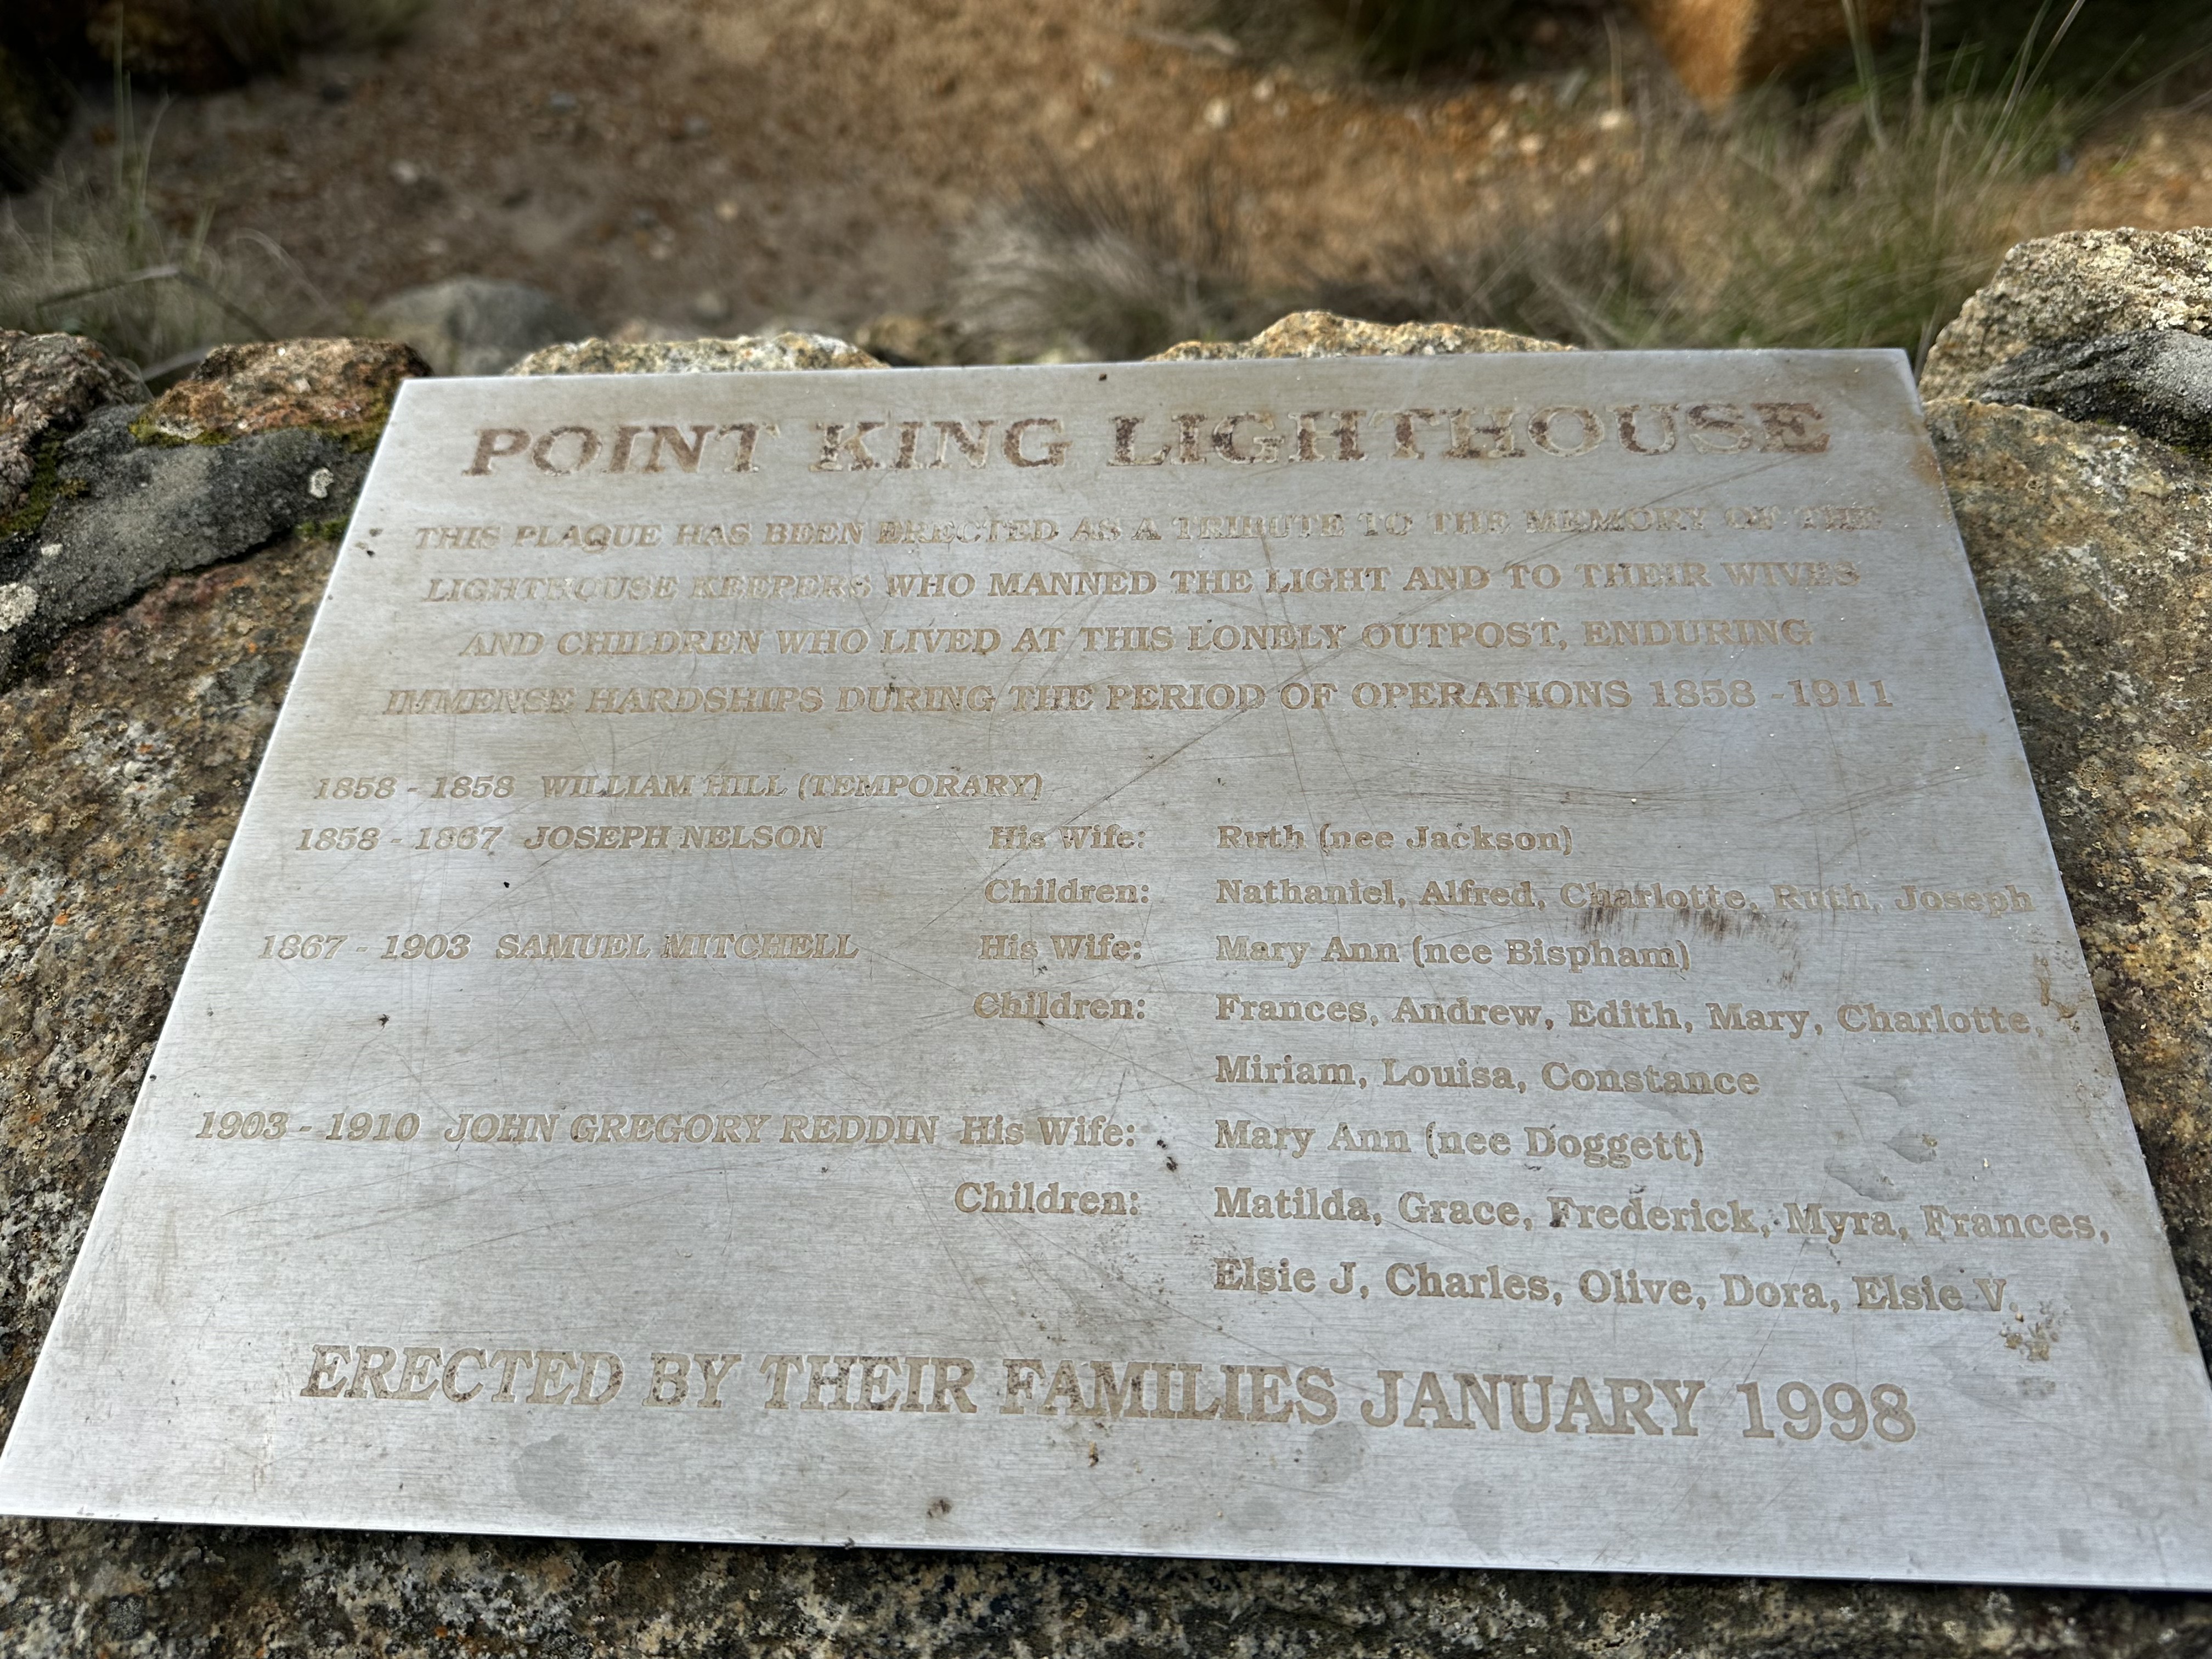 POINT KING LIGHTHOUSE
THIS PLAQUE HAS BEEN ERECTED AS A TRIBUTE TO THE MEMORY OF THE
LIGHTHOUSE KEEPERS WHO MANNED THE LIGHT AND TO THEIR WIVES
AND CHILDREN WHO LIVED AT THIS LONELY OUTPOST, ENDURING
IMMENSE HARDSHIPS DURING THE PERIOD OF OPERATIONS 1858 -1911
1858 - 1858 WILLIAM HILL (TEMPORARY)
1858 - 1867 JOSEPH NELSON His Wife: Ruth (nee Jackson)
Children: Nathaniel, Alfred, Charlotte, Ruth, Joseph
1867 - 1903 SAMUEL MITCHELL His Wife: Mary Ann (nee Bispham)
Children: Frances, Andrew, Edith, Mary, Charlotte,
Miriam, Louisa, Constance
1903 - 1910 JOHN GREGORY REDDIN His Wife: Mary Ann (nee Doggett)
Children: Matilda, Grace, Frederick, Myra, Frances,
Elsie J, Charles, Olive, Dora, Elsie V.
ERECTED BY THEIR FAMILIES JANUARY 1998